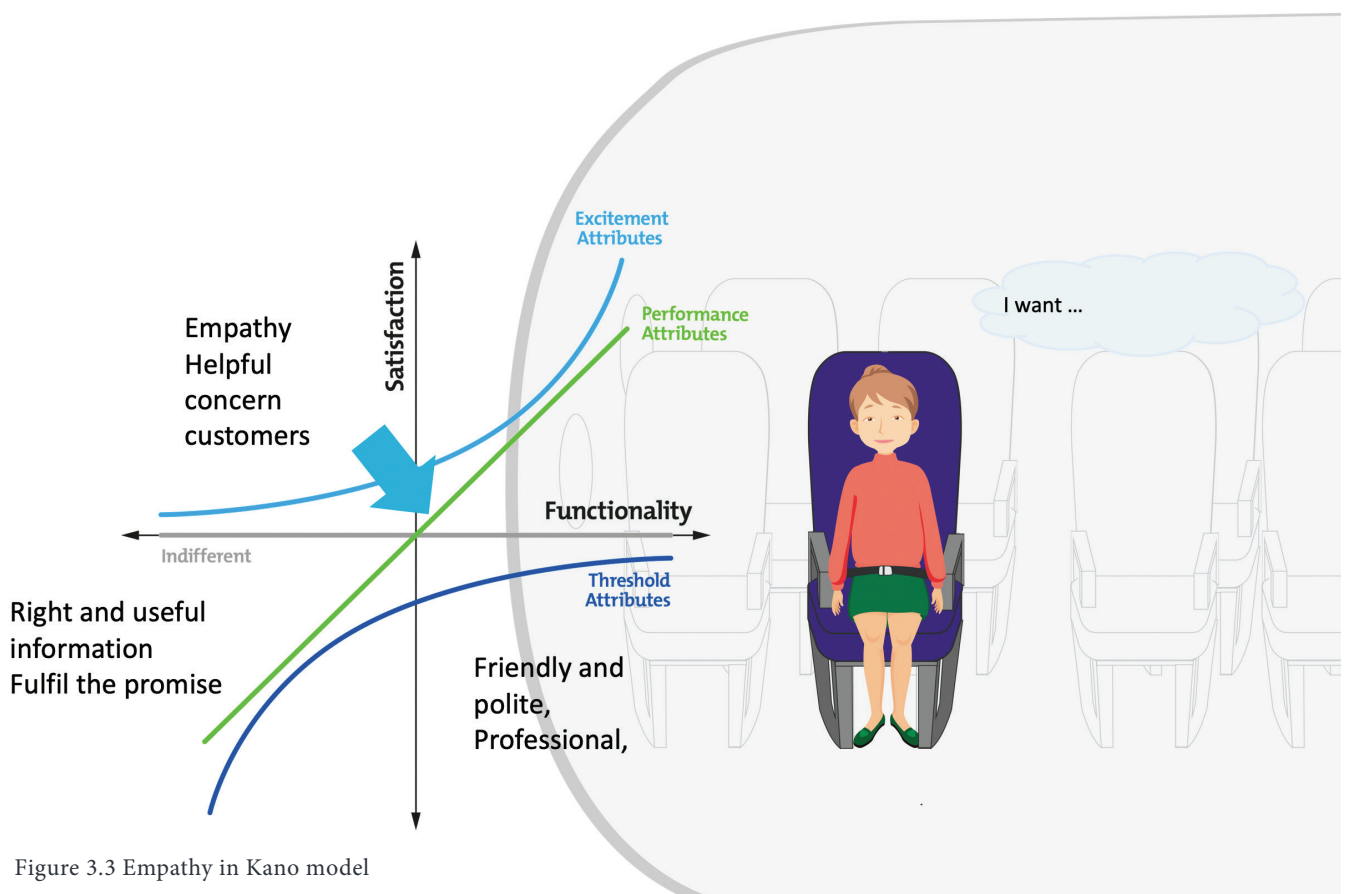 Excitement
Attributes
Performance
Attributes
Satisfaction
Empathy
Helpful
concern
customers
I want ...
Functionality
Indifferent
Threshold
Attributes
Right and useful
information
Fulfil the promise
Friendly and
polite,
Professional,
Figure 3.3 Empathy in Kano model